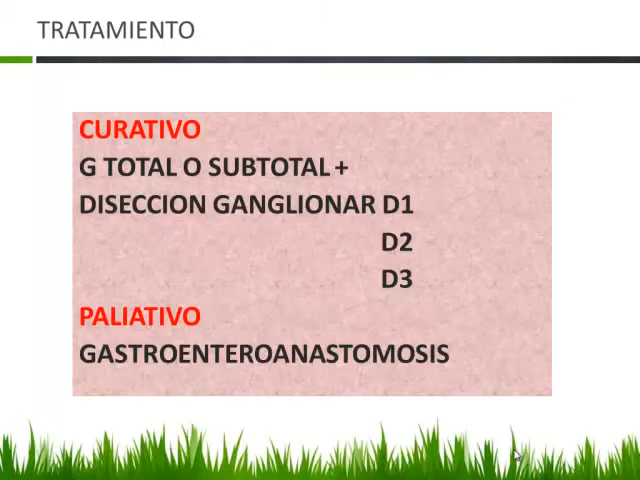 TRATAMIENTO
CURATIVO
G TOTAL O SUBTOTAL +
DISECCION GANGLIONAR D1
D2
D3
PALIATIVO
GASTROENTEROANASTOMOSIS